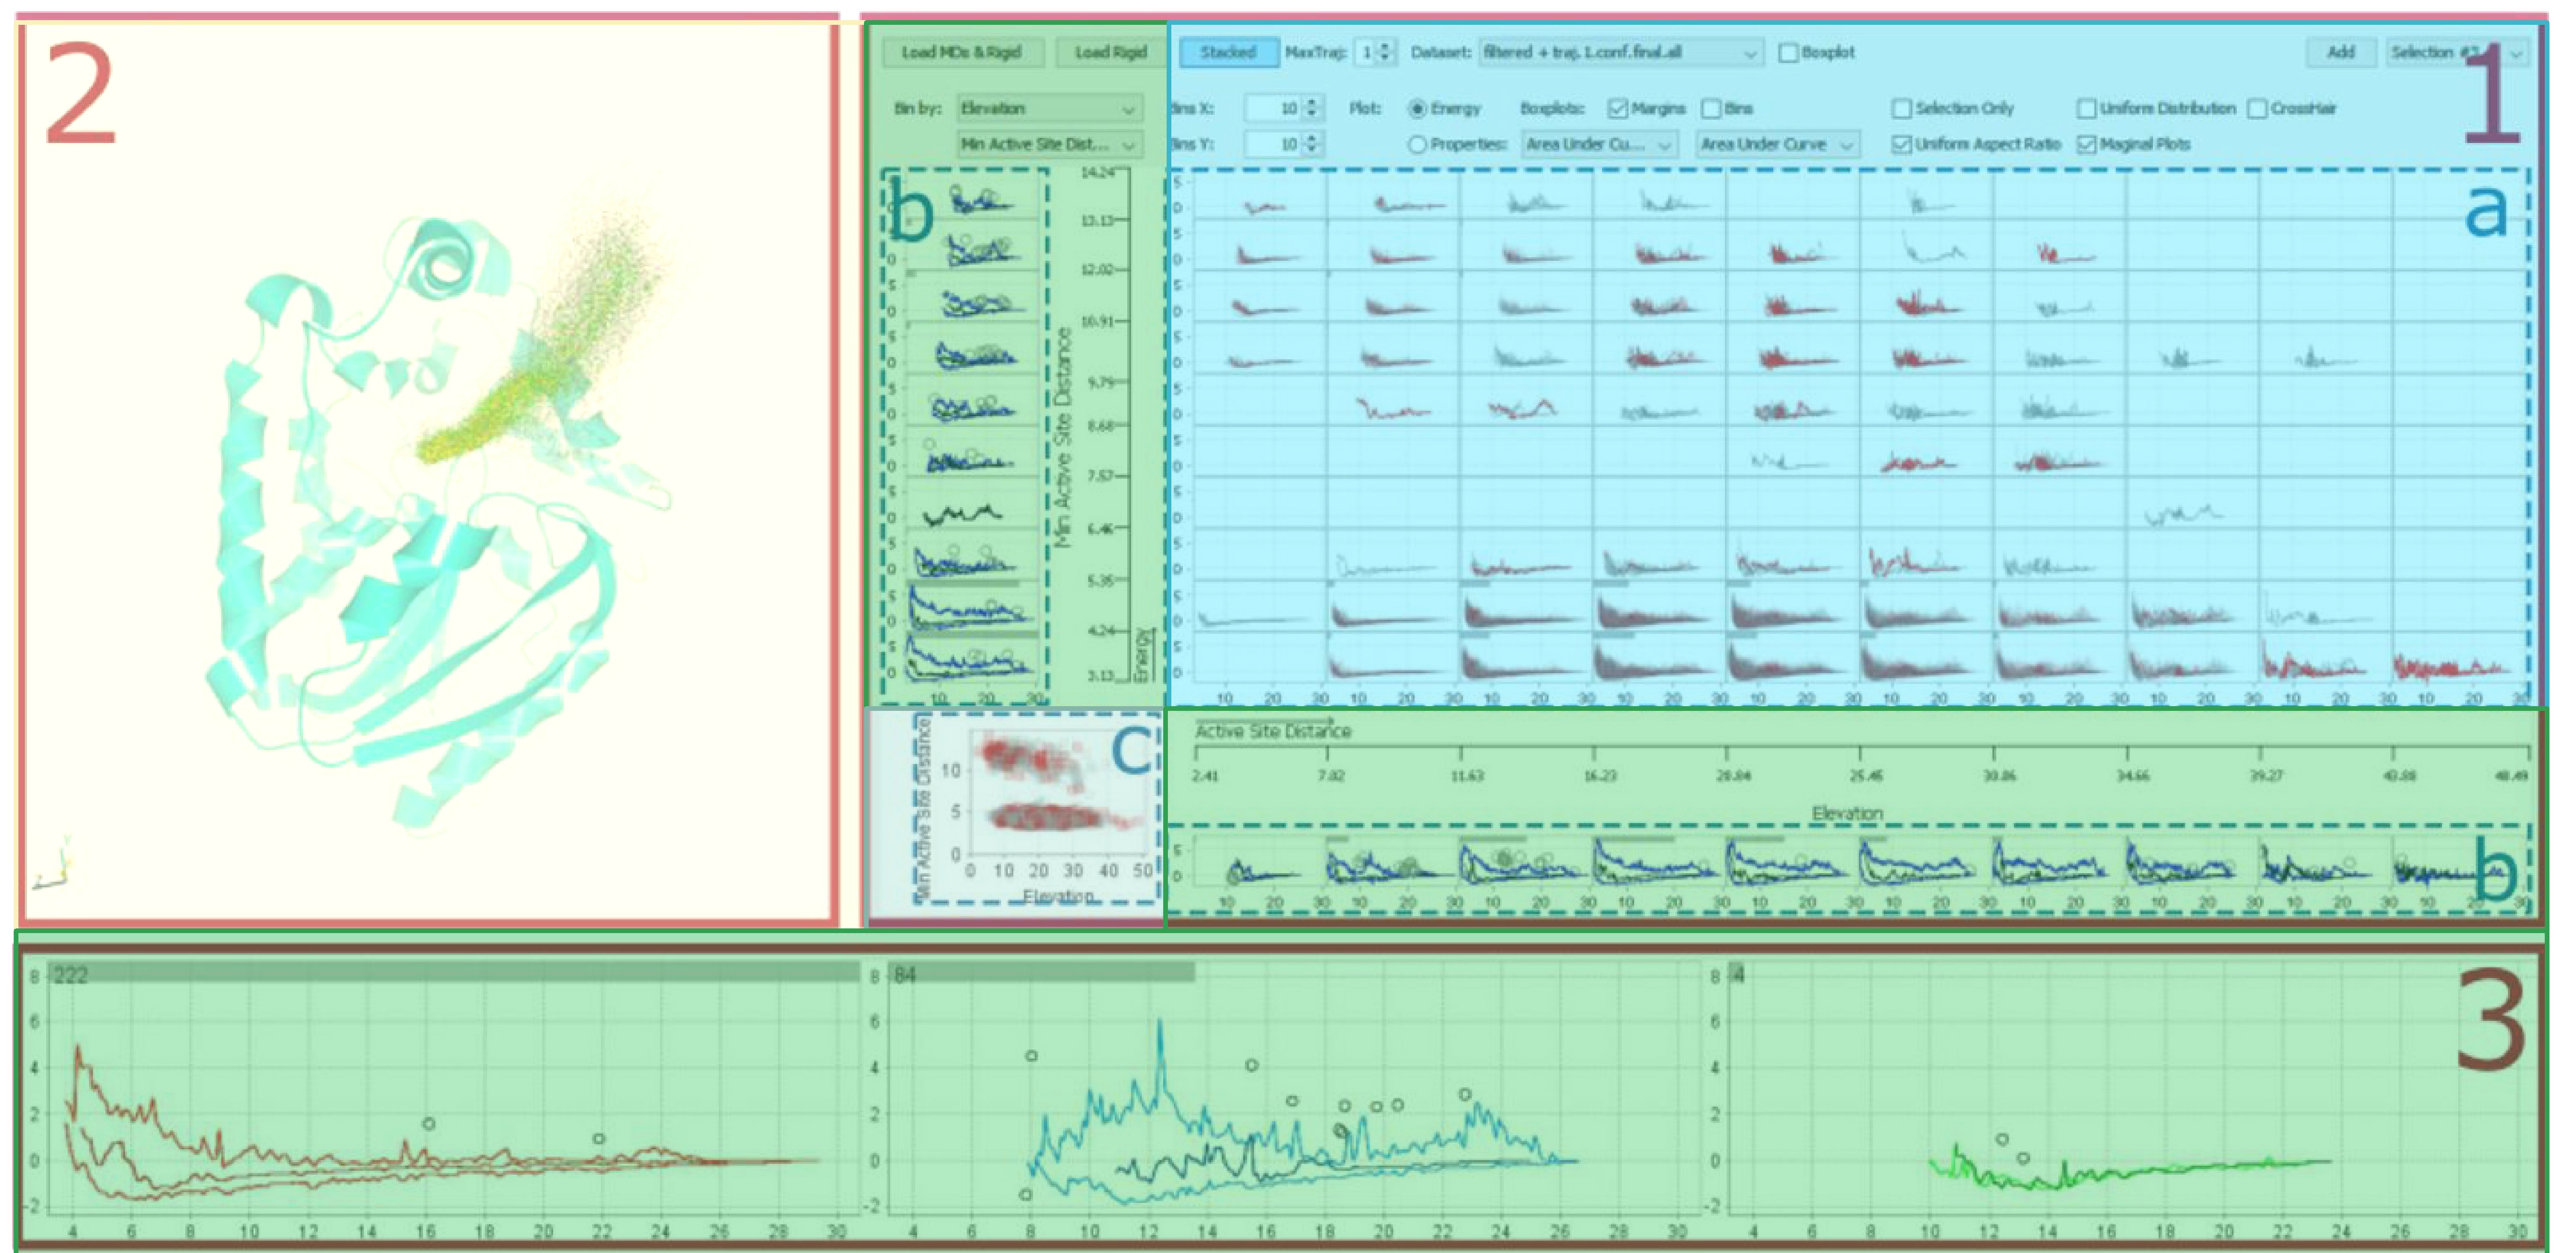 2
Load MDs & Rigid
Load Rigid
Stacked
MaxTraj: 1
Dataset: filtered + traj. 1.conf.final.all
Boxplot
Add
1
Bin by: Elevation
Bins X: 10
Plot: Energy
Boxplots: Margins
Bins
Selection Only
Uniform Distribution
CrossHair
Min Active Site Dist...
Bins Y: 10
Properties: Area Under Cu...
Area Under Curve
Uniform Aspect Ratio
Maginal Plots
b
a
14.24
13.13
12.02
10.91
9.79
8.68
7.57
6.46
5.35
4.24
3.13
Min Active Site Distance
Energy
10 20 30
10 20 30 10 20 30 10 20 30 10 20 30 10 20 30 10 20 30 10 20 30 10 20 30 10 20 30 10 20 30
c
Min Active Site Distance
10
5
0
0 10 20 30 40 50
Elevation
Active Site Distance
2.41 7.02 11.63 16.23 20.84 25.45 30.06 34.66 39.27 43.88 48.49
Elevation
b
5
0
10 20 30 10 20 30 10 20 30 10 20 30 10 20 30 10 20 30 10 20 30 10 20 30 10 20 30 10 20 30
222
8
6
4
2
0
-2
4 6 8 10 12 14 16 18 20 22 24 26 28 30
84
8
6
4
2
0
-2
4 6 8 10 12 14 16 18 20 22 24 26 28 30
4
3
8
6
4
2
0
-2
4 6 8 10 12 14 16 18 20 22 24 26 28 30